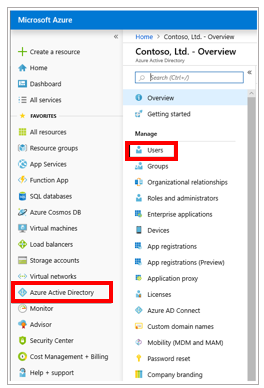 Microsoft Azure
Create a resource
Home
Dashboard
All services
FAVORITES
All resources
Resource groups
App Services
Function App
SQL databases
Azure Cosmos DB
Virtual machines
Load balancers
Storage accounts
Virtual networks
Azure Active Directory
Monitor
Advisor
Security Center
Cost Management + Billing
Help + support
Home > Contoso, Ltd. - Overview
Contoso, Ltd. - Overview
Azure Active Directory
Search (Ctrl+/)
Overview
Getting started
Manage
Users
Groups
Organizational relationships
Roles and administrators
Enterprise applications
Devices
App registrations
App registrations (Preview)
Application proxy
Licenses
Azure AD Connect
Custom domain names
Mobility (MDM and MAM)
Password reset
Company branding